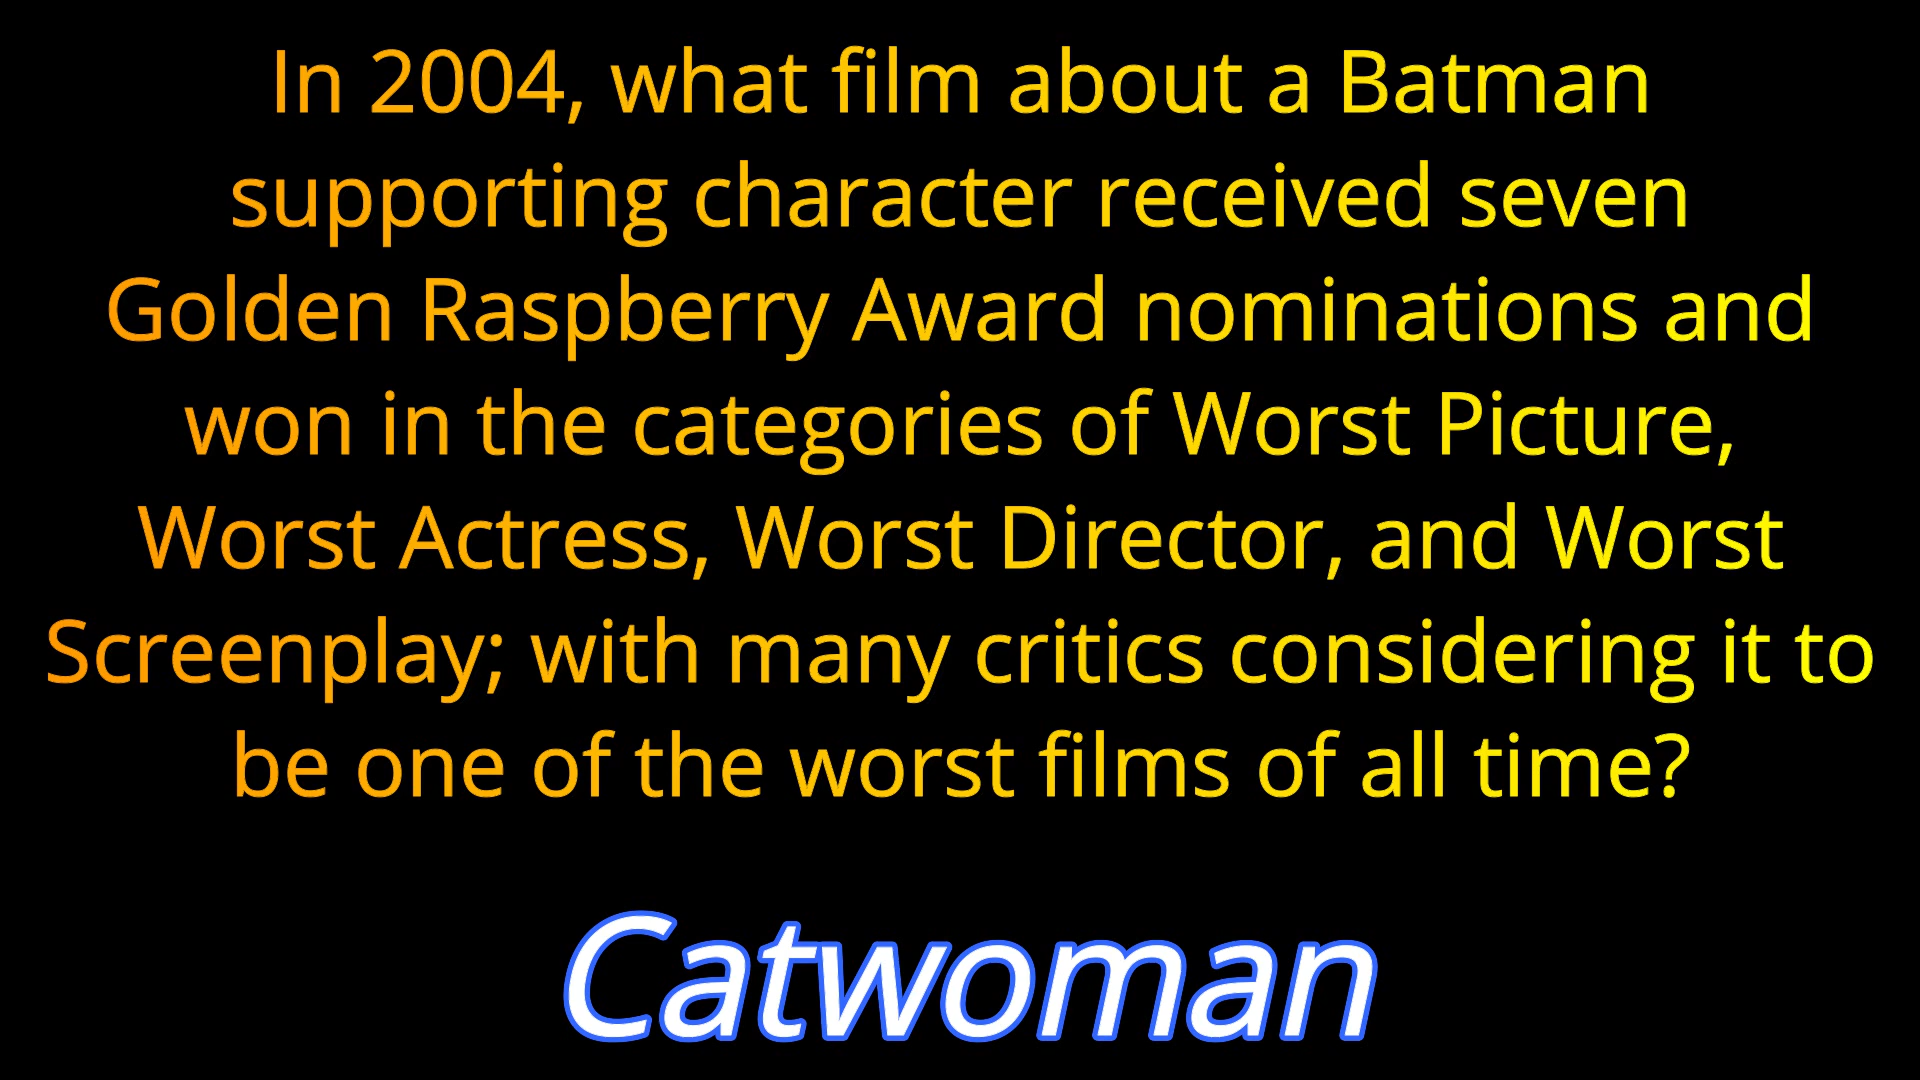 In 2004, what film about a Batman
supporting character received seven
Golden Raspberry Award nominations and
won in the categories of Worst Picture,
Worst Actress, Worst Director, and Worst
Screenplay; with many critics considering it to
be one of the worst films of all time?
Catwoman